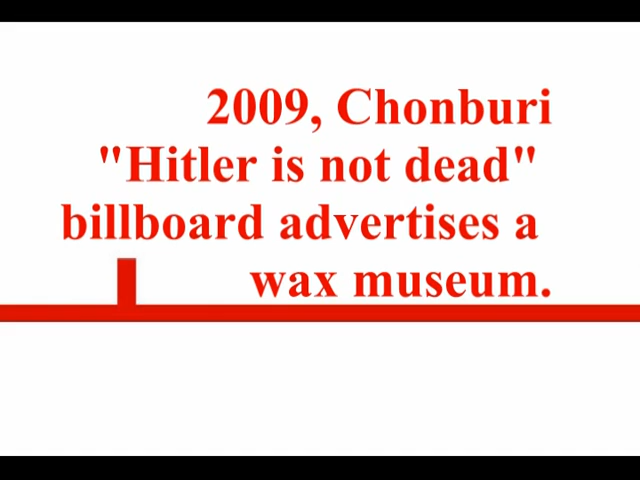 2009, Chonburi
"Hitler is not dead"
billboard advertises a
wax museum.